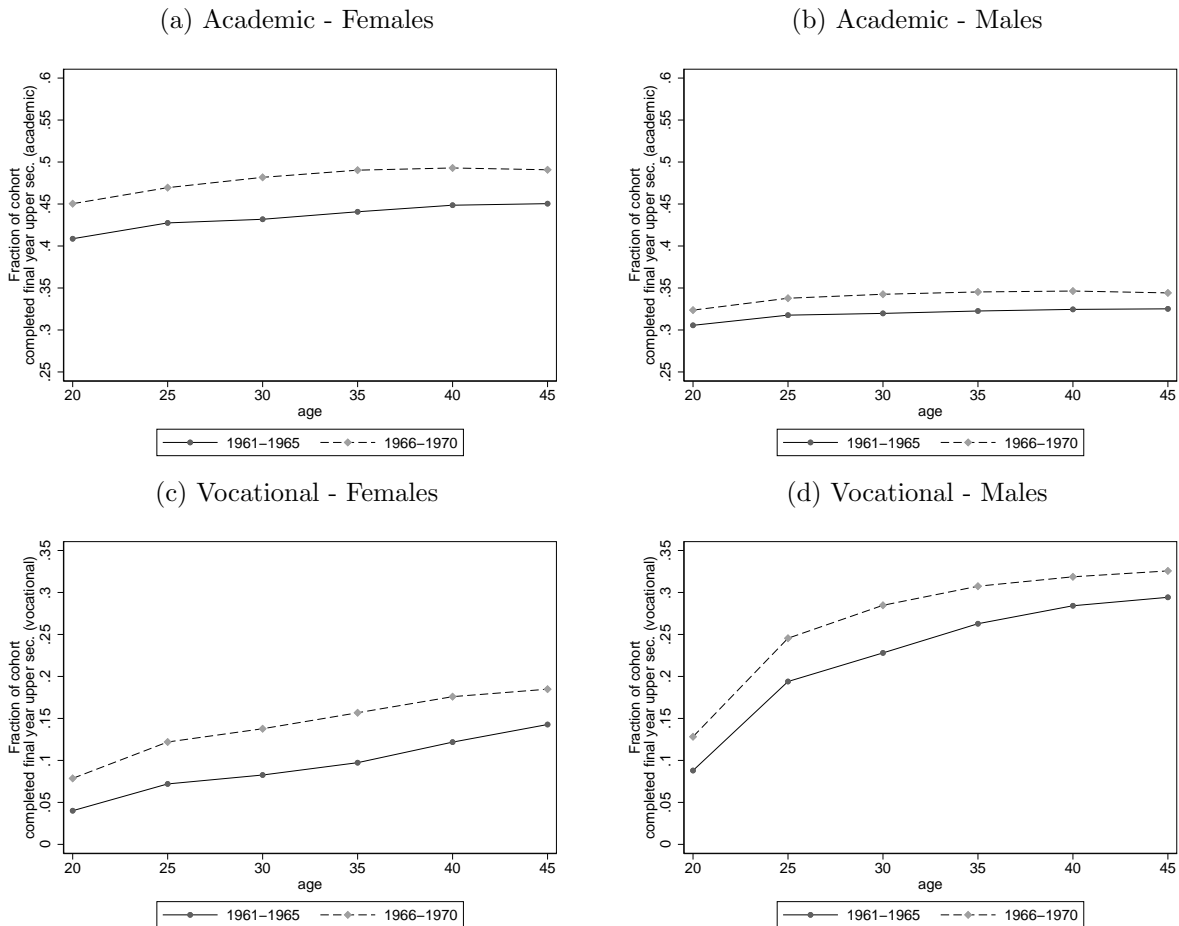 (a) Academic - Females
Fraction of cohort
completed final year upper sec. (academic)
.6
.55
.5
.45
.4
.35
.3
.25
20 25 30 35 40 45
age
1961–1965 1966–1970
(b) Academic - Males
Fraction of cohort
completed final year upper sec. (academic)
.6
.55
.5
.45
.4
.35
.3
.25
20 25 30 35 40 45
age
1961–1965 1966–1970
(c) Vocational - Females
Fraction of cohort
completed final year upper sec. (vocational)
.35
.3
.25
.2
.15
.1
.05
0
20 25 30 35 40 45
age
1961–1965 1966–1970
(d) Vocational - Males
Fraction of cohort
completed final year upper sec. (vocational)
.35
.3
.25
.2
.15
.1
.05
0
20 25 30 35 40 45
age
1961–1965 1966–1970